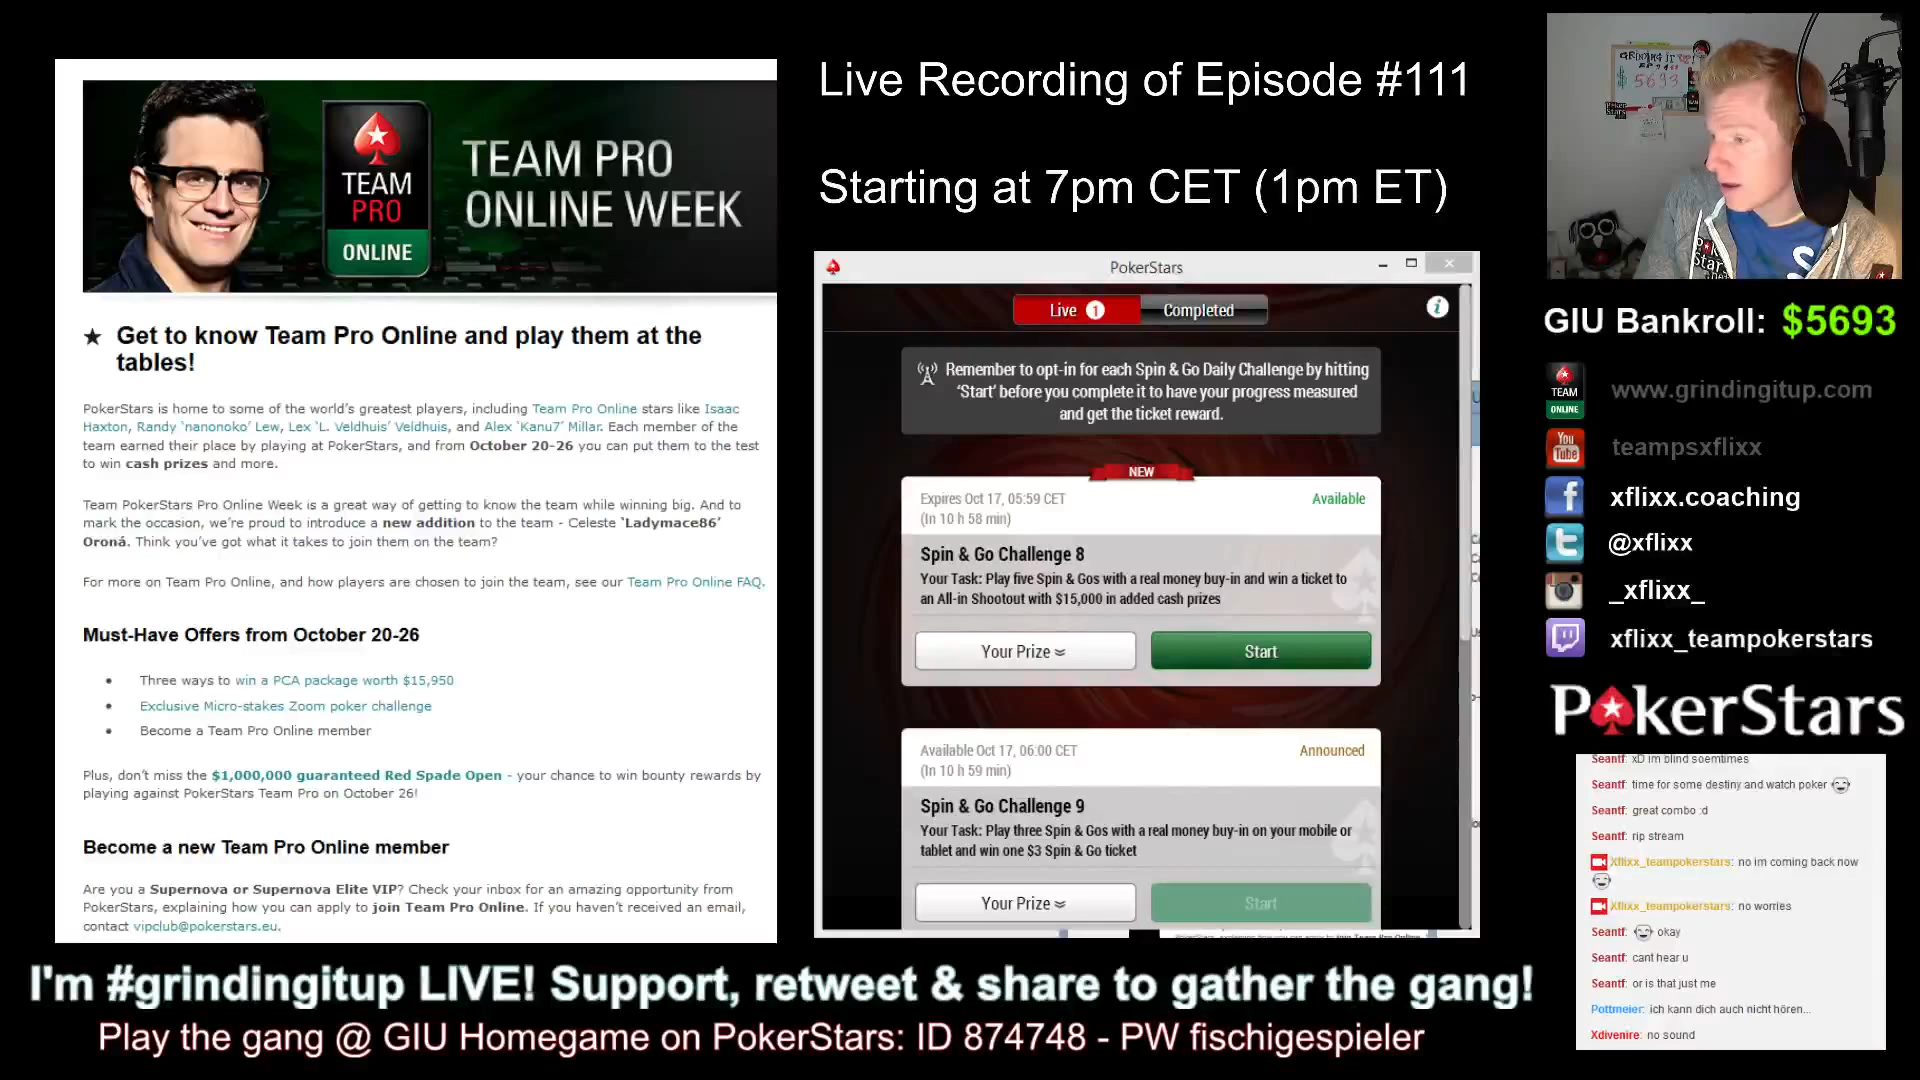 TEAM
PRO
ONLINE
TEAM PRO
ONLINE WEEK
★ Get to know Team Pro Online and play them at the
tables!
PokerStars is home to some of the world's greatest players, including Team Pro Online stars like Isaac
Haxton, Randy 'nanonoko' Lew, Lex 'L. Veldhuis' Veldhuis, and Alex 'Kanu7' Millar. Each member of the
team earned their place by playing at PokerStars, and from October 20-26 you can put them to the test
to win cash prizes and more.
Team PokerStars Pro Online Week is a great way of getting to know the team while winning big. And to
mark the occasion, we're proud to introduce a new addition to the team - Celeste 'Ladymace86'
Oroná. Think you've got what it takes to join them on the team?
For more on Team Pro Online, and how players are chosen to join the team, see our Team Pro Online FAQ.
Must-Have Offers from October 20-26
• Three ways to win a PCA package worth $15,950
• Exclusive Micro-stakes Zoom poker challenge
• Become a Team Pro Online member
Plus, don't miss the $1,000,000 guaranteed Red Spade Open - your chance to win bounty rewards by
playing against PokerStars Team Pro on October 26!
Become a new Team Pro Online member
Are you a Supernova or Supernova Elite VIP? Check your inbox for an amazing opportunity from
PokerStars, explaining how you can apply to join Team Pro Online. If you haven't received an email,
contact vipclub@pokerstars.eu.
Live Recording of Episode #111
Starting at 7pm CET (1pm ET)
PokerStars
Live 1 Completed
Remember to opt-in for each Spin & Go Daily Challenge by hitting
'Start' before you complete it to have your progress measured
and get the ticket reward.
NEW
Expires Oct 17, 05:59 CET Available
(In 10 h 58 min)
Spin & Go Challenge 8
Your Task: Play five Spin & Gos with a real money buy-in and win a ticket to
an All-in Shootout with $15,000 in added cash prizes
Your Prize Start
Available Oct 17, 06:00 CET Announced
(In 10 h 59 min)
Spin & Go Challenge 9
Your Task: Play three Spin & Gos with a real money buy-in on your mobile or
tablet and win one $3 Spin & Go ticket
Your Prize Start
GRINDING IT UP!
5693
Poker
Stars
GIU Bankroll: $5693
TEAM
ONLINE
www.grindingitup.com
You
Tube
teampsxflixx
xflixx.coaching
@xflixx
_xflixx_
xflixx_teampokerstars
PokerStars
Seantf: xD im blind soemtimes
Seantf: time for some destiny and watch poker
Seantf: great combo :d
Seantf: rip stream
Xflixx_teampokerstars: no im coming back now
Xflixx_teampokerstars: no worries
Seantf: okay
Seantf: cant hear u
Seantf: or is that just me
Pottmeier: ich kann dich auch nicht hören...
Xdivenire: no sound
I'm #grindingitup LIVE! Support, retweet & share to gather the gang!
Play the gang @ GIU Homegame on PokerStars: ID 874748 - PW fischigespieler